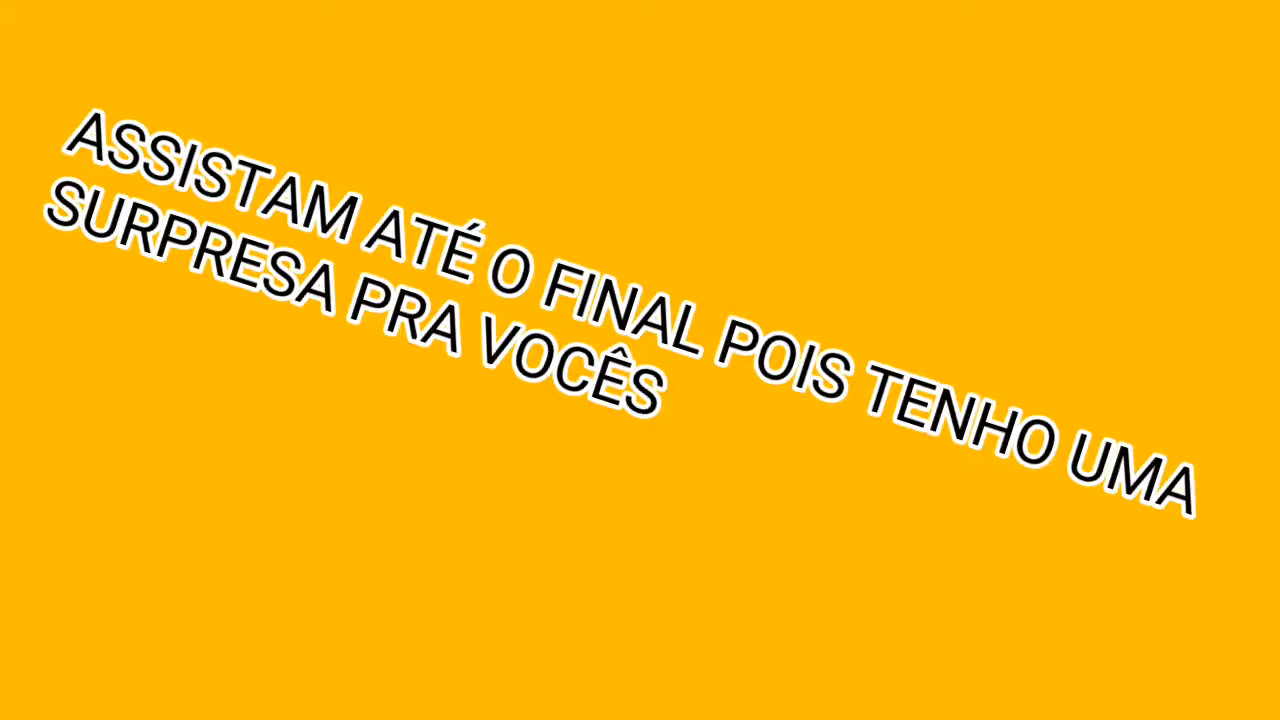 ASSISTAM ATÉ O FINAL POIS TENHO UMA
SURPRESA PRA VOCÊS